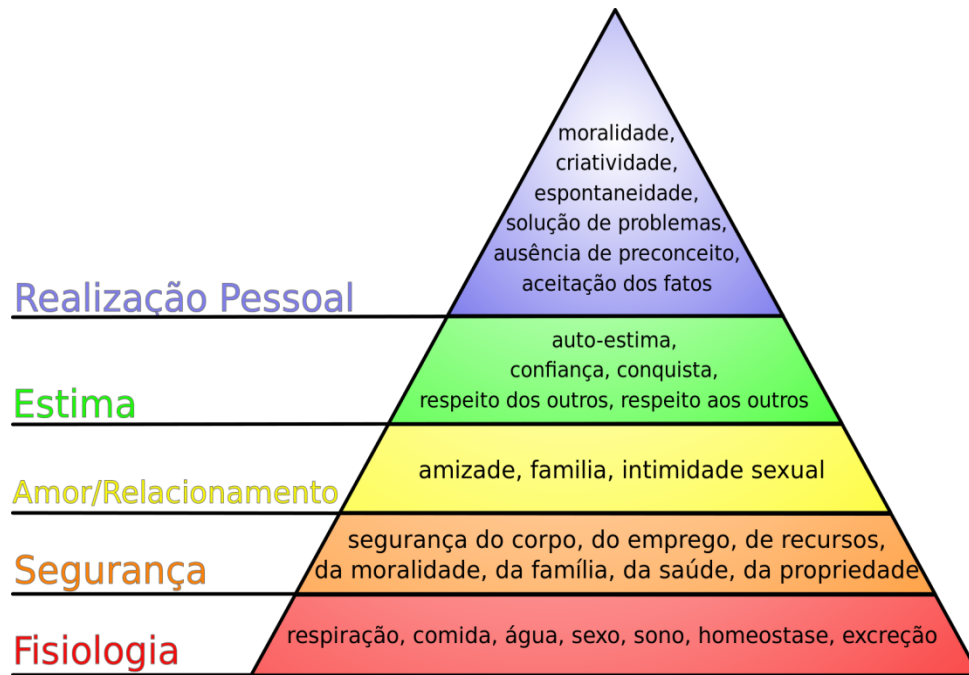 moralidade,
criatividade,
espontaneidade,
solução de problemas,
ausência de preconceito,
aceitação dos fatos
Realização Pessoal
auto-estima,
confiança, conquista,
respeito dos outros, respeito aos outros
Estima
amizade, familia, intimidade sexual
Amor/Relacionamento
segurança do corpo, do emprego, de recursos,
da moralidade, da família, da saúde, da propriedade
Segurança
respiração, comida, água, sexo, sono, homeostase, excreção
Fisiologia